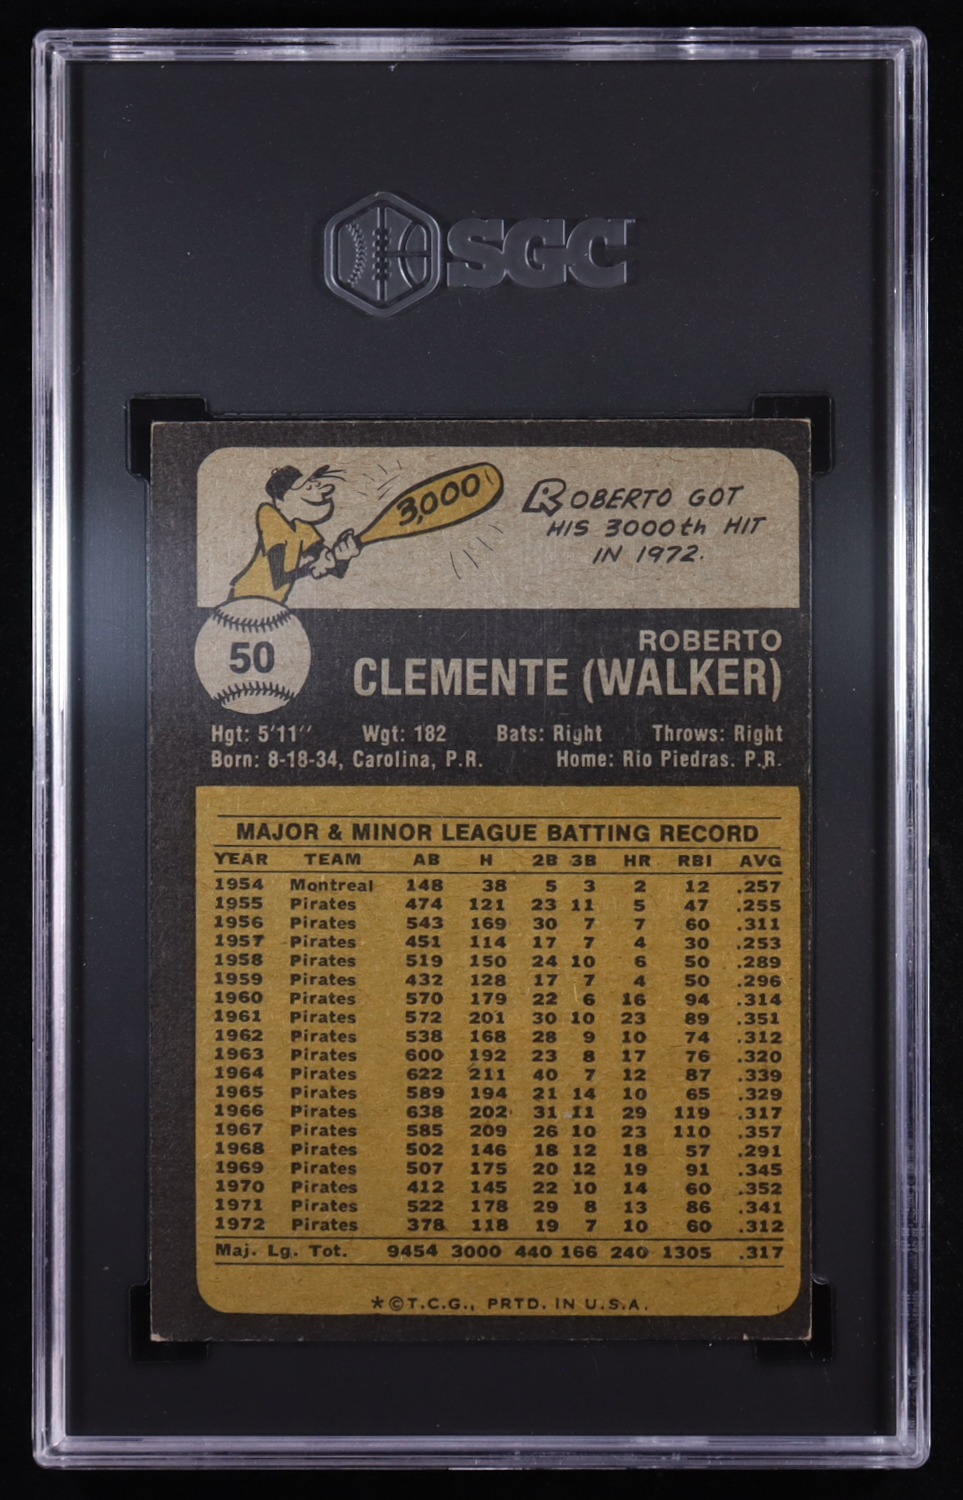 SGC
3,000
ROBERTO GOT
HIS 3000th HIT
IN 1972.
50
ROBERTO
CLEMENTE (WALKER)
Hgt: 5'11" Wgt: 182 Bats: Right Throws: Right
Born: 8-18-34, Carolina, P.R. Home: Rio Piedras. P.R.
MAJOR & MINOR LEAGUE BATTING RECORD
YEAR TEAM AB H 2B 3B HR RBI AVG
1954 Montreal 148 38 5 3 2 12 .257
1955 Pirates 474 121 23 11 5 47 .255
1956 Pirates 543 169 30 7 7 60 .311
1957 Pirates 451 114 17 7 4 30 .253
1958 Pirates 519 150 24 10 6 50 .289
1959 Pirates 432 128 17 7 4 50 .296
1960 Pirates 570 179 22 6 16 94 .314
1961 Pirates 572 201 30 10 23 89 .351
1962 Pirates 538 168 28 9 10 74 .312
1963 Pirates 600 192 23 8 17 76 .320
1964 Pirates 622 211 40 7 12 87 .339
1965 Pirates 589 194 21 14 10 65 .329
1966 Pirates 638 202 31 11 29 119 .317
1967 Pirates 585 209 26 10 23 110 .357
1968 Pirates 502 146 18 12 18 57 .291
1969 Pirates 507 175 20 12 19 91 .345
1970 Pirates 412 145 22 10 14 60 .352
1971 Pirates 522 178 29 8 13 86 .341
1972 Pirates 378 118 19 7 10 60 .312
Maj. Lg. Tot. 9454 3000 440 166 240 1305 .317
*©T.C.G., PRTD. IN U.S.A.